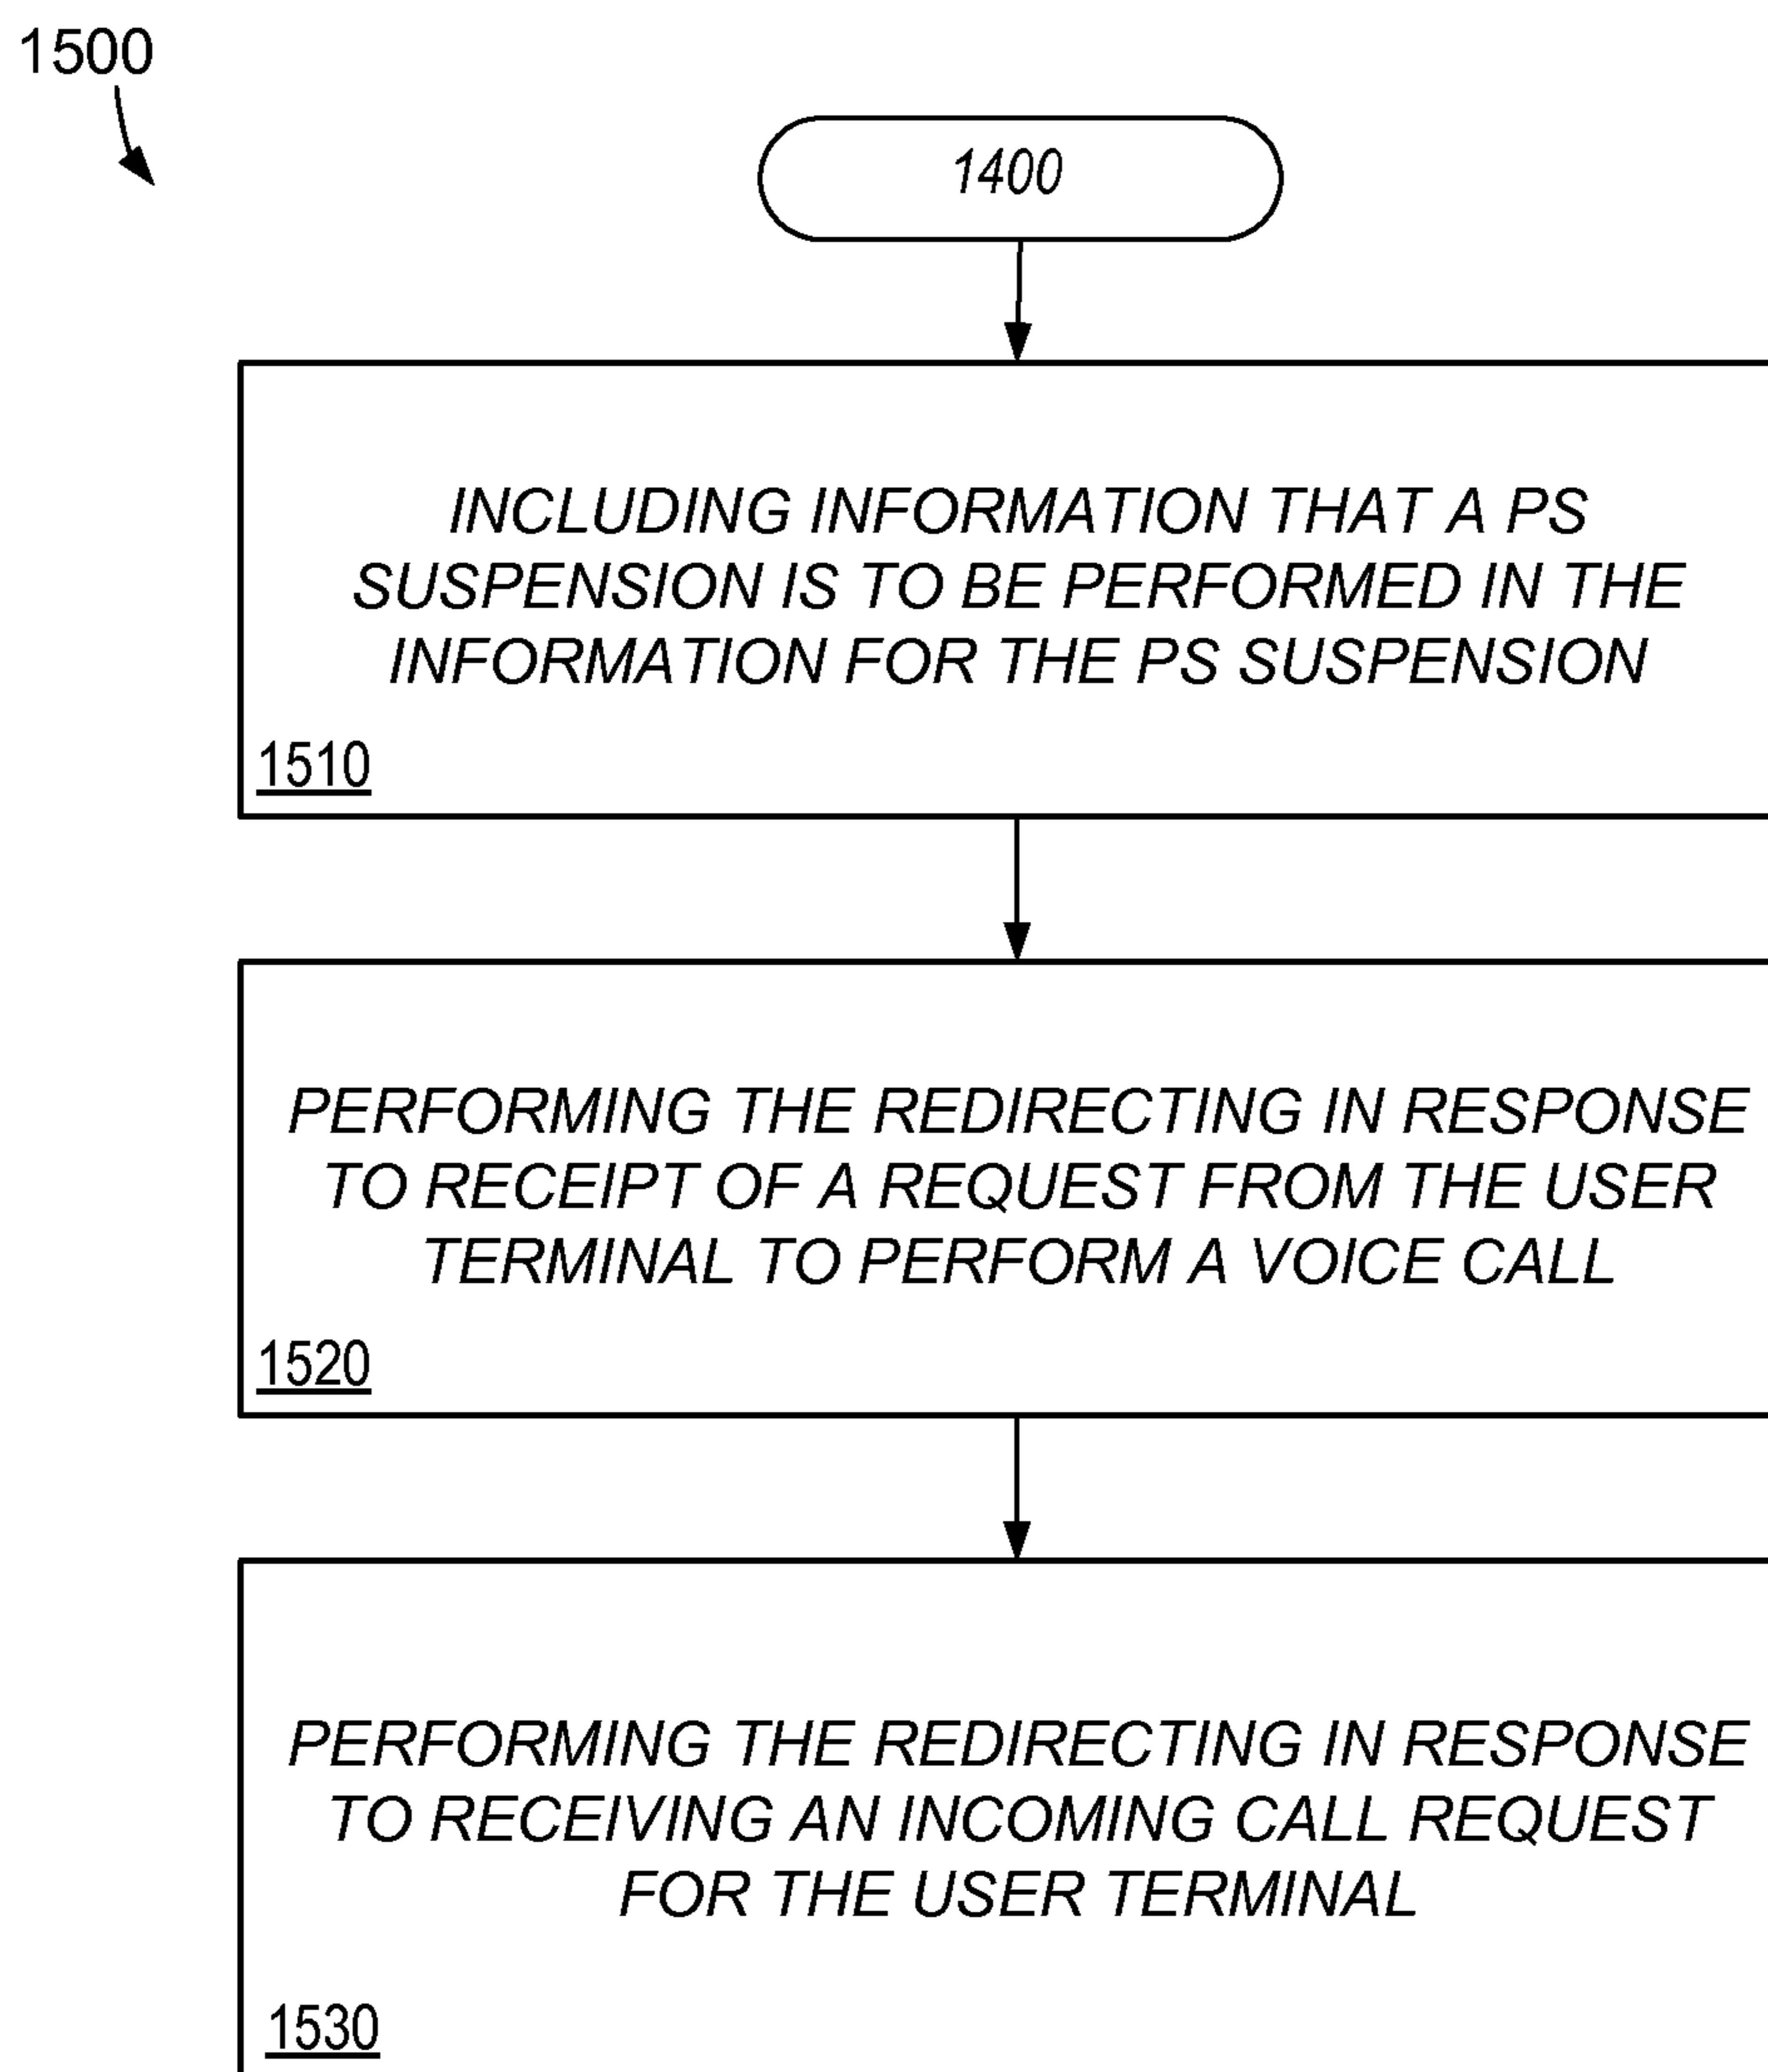 1500
1400
INCLUDING INFORMATION THAT A PS
SUSPENSION IS TO BE PERFORMED IN THE
INFORMATION FOR THE PS SUSPENSION
1510
PERFORMING THE REDIRECTING IN RESPONSE
TO RECEIPT OF A REQUEST FROM THE USER
TERMINAL TO PERFORM A VOICE CALL
1520
PERFORMING THE REDIRECTING IN RESPONSE
TO RECEIVING AN INCOMING CALL REQUEST
FOR THE USER TERMINAL
1530